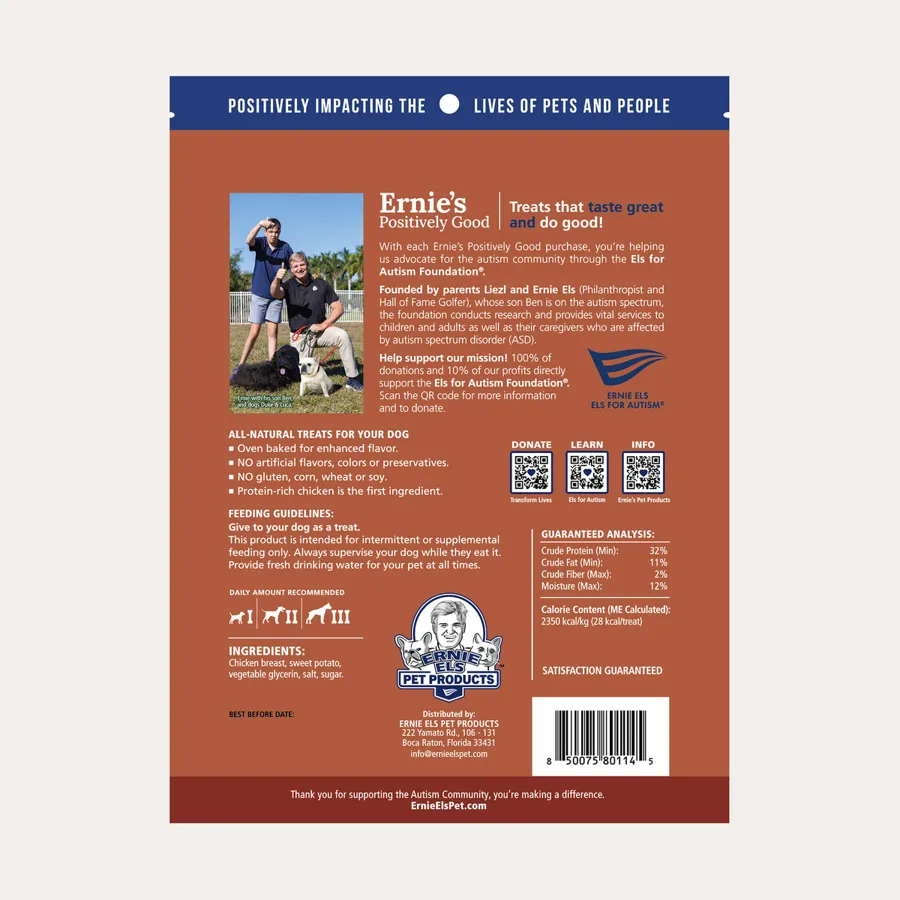 POSITIVELY IMPACTING THE LIVES OF PETS AND PEOPLE
Ernie's
Positively Good
Treats that taste great
and do good!
With each Ernie's Positively Good purchase, you're helping
us advocate for the autism community through the Els for
Autism Foundation®.
Founded by parents Liezl and Ernie Els (Philanthropist and
Hall of Fame Golfer), whose son Ben is on the autism spectrum,
the foundation conducts research and provides vital services to
children and adults as well as their caregivers who are affected
by autism spectrum disorder (ASD).
Help support our mission! 100% of
donations and 10% of our profits directly
support the Els for Autism Foundation®.
Scan the QR code for more information
and to donate.
ERNIE ELS
ELS FOR AUTISM®
Ernie with his son Ben,
and dogs Duke & Luca.
ALL-NATURAL TREATS FOR YOUR DOG
▪ Oven baked for enhanced flavor.
▪ NO artificial flavors, colors or preservatives.
▪ NO gluten, corn, wheat or soy.
▪ Protein-rich chicken is the first ingredient.
DONATE
Transform Lives
LEARN
Els for Autism
INFO
Ernie's Pet Products
FEEDING GUIDELINES:
Give to your dog as a treat.
This product is intended for intermittent or supplemental
feeding only. Always supervise your dog while they eat it.
Provide fresh drinking water for your pet at all times.
DAILY AMOUNT RECOMMENDED
INGREDIENTS:
Chicken breast, sweet potato,
vegetable glycerin, salt, sugar.
BEST BEFORE DATE:
ERNIE
ELS
PET PRODUCTS
™
Distributed by:
ERNIE ELS PET PRODUCTS
222 Yamato Rd., 106 - 131
Boca Raton, Florida 33431
info@ernieelspet.com
GUARANTEED ANALYSIS:
Crude Protein (Min): 32%
Crude Fat (Min): 11%
Crude Fiber (Max): 2%
Moisture (Max): 12%
Calorie Content (ME Calculated):
2350 kcal/kg (28 kcal/treat)
SATISFACTION GUARANTEED
8 50075 80114 5
Thank you for supporting the Autism Community, you're making a difference.
ErnieElsPet.com